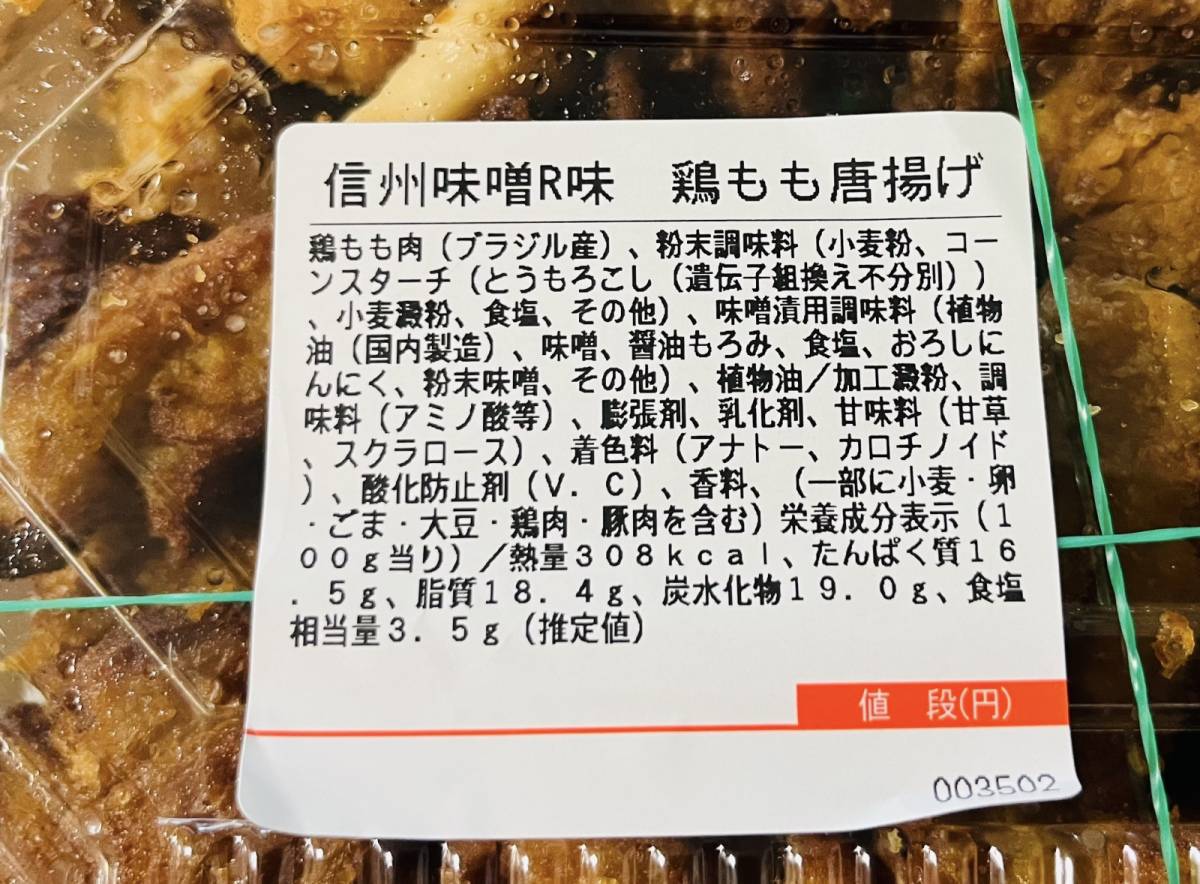 信州味噌R味　鶏もも唐揚げ
鶏もも肉（ブラジル産）、粉末調味料（小麦粉、コー
ンスターチ（とうもろこし（遺伝子組換え不分別））
、小麦澱粉、食塩、その他）、味噌漬用調味料（植物
油（国内製造）、味噌、醤油もろみ、食塩、おろしに
んにく、粉末味噌、その他）、植物油／加工澱粉、調
味料（アミノ酸等）、膨張剤、乳化剤、甘味料（甘草
、スクラロース）、着色料（アナトー、カロチノイド
）、酸化防止剤（V．C）、香料、（一部に小麦・卵
・ごま・大豆・鶏肉・豚肉を含む）栄養成分表示（1
00g当り）／熱量308kcal、たんぱく質16
．5g、脂質18．4g、炭水化物19．0g、食塩
相当量3．5g（推定値）
値　段(円)
003502